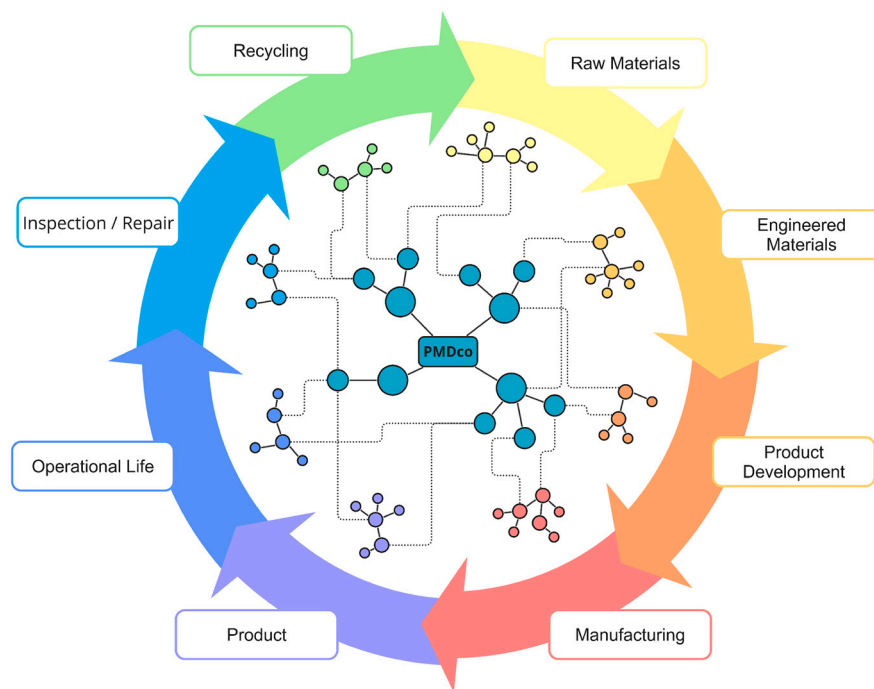 Recycling
Raw Materials
Inspection / Repair
Engineered
Materials
PMDco
Operational Life
Product
Development
Product
Manufacturing